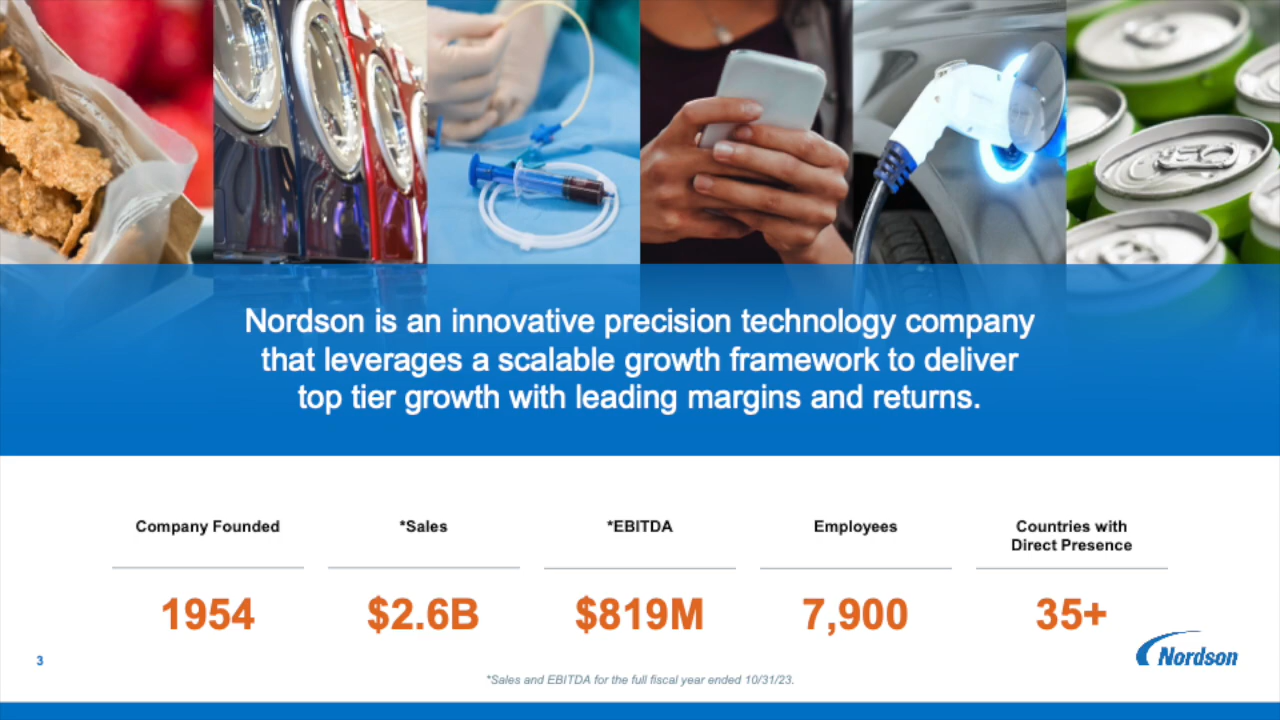 Nordson is an innovative precision technology company
that leverages a scalable growth framework to deliver
top tier growth with leading margins and returns.
Company Founded
1954
*Sales
$2.6B
*EBITDA
$819M
Employees
7,900
Countries with
Direct Presence
35+
3
*Sales and EBITDA for the full fiscal year ended 10/31/23.
Nordson